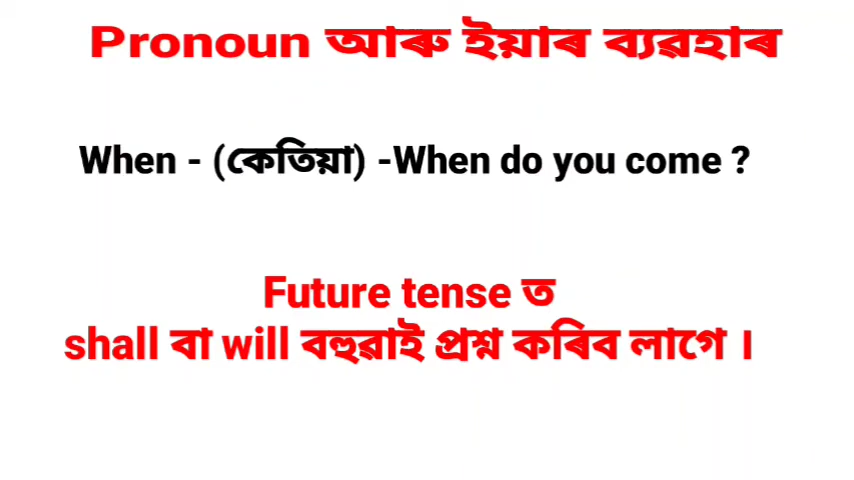 Pronoun আৰু ইয়াৰ ব্যৱহাৰ
When - (কেতিয়া) -When do you come ?
Future tense ত
shall বা will বহুৱাই প্ৰশ্ন কৰিব লাগে ।